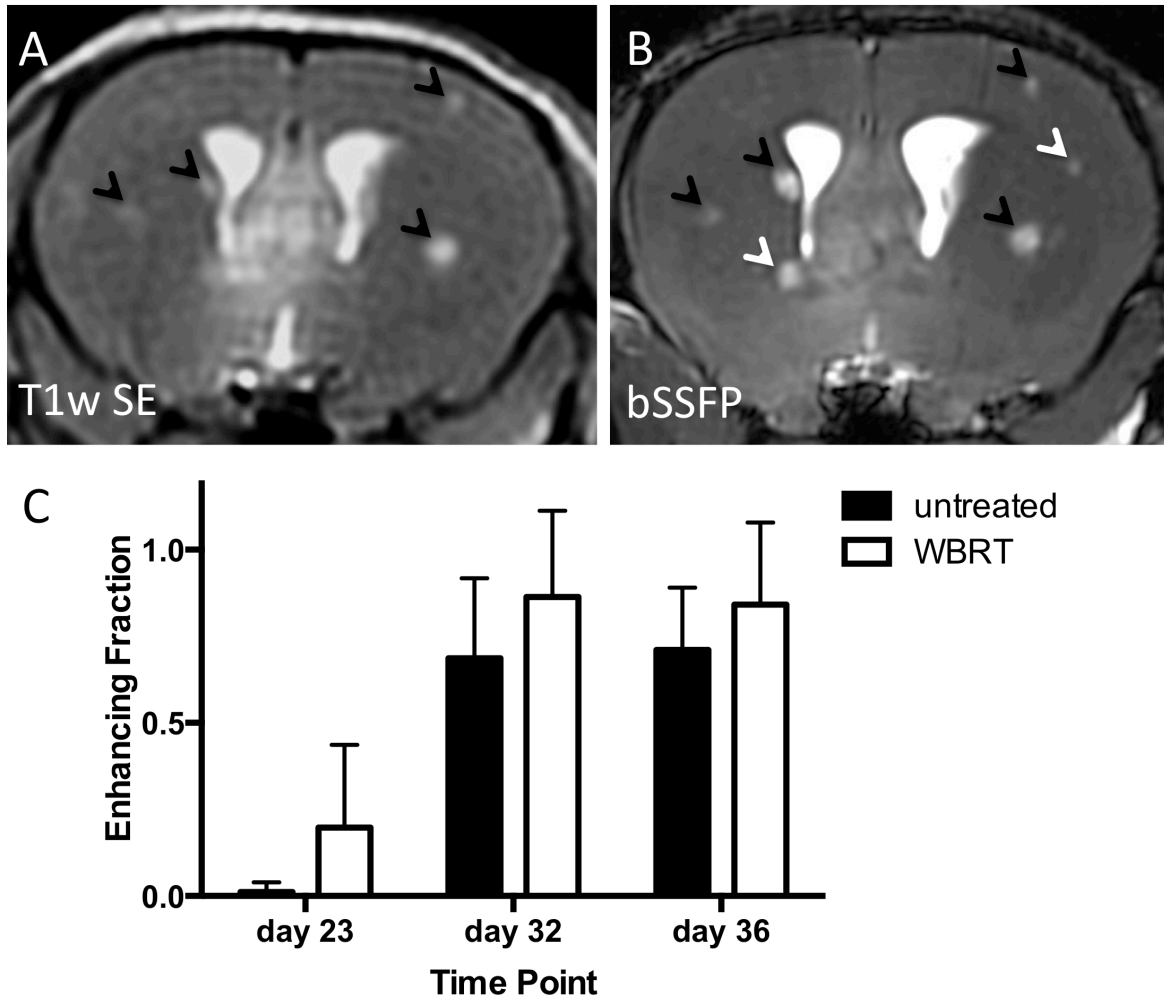 A
B
T1w SE
bSSFP
C
untreated
WBRT
1.0
0.5
0.0
Enhancing Fraction
day 23
day 32
day 36
Time Point